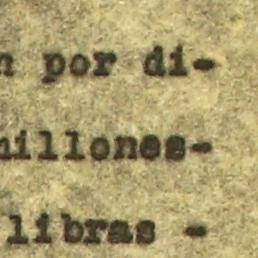 n por di-
millones-
libras -